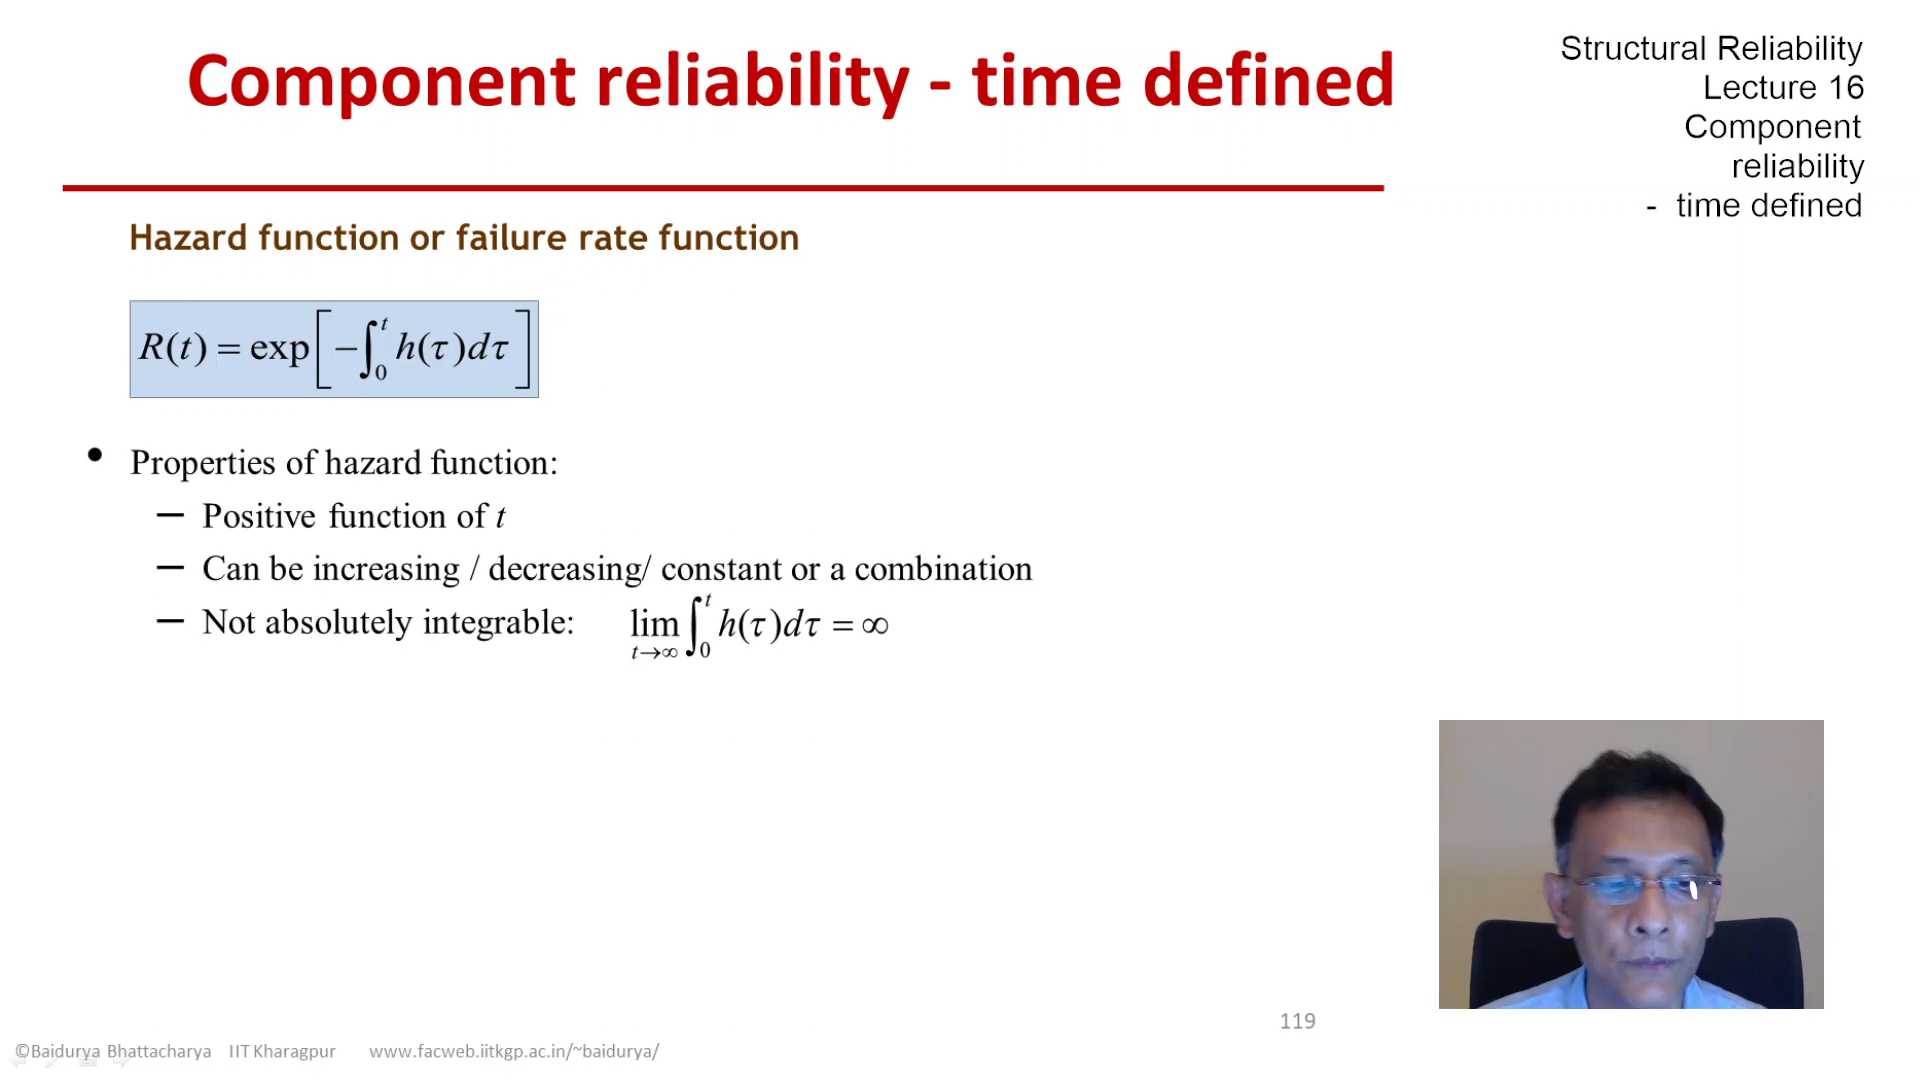 Component reliability - time defined
Structural Reliability
Lecture 16
Component
reliability
- time defined
Hazard function or failure rate function
R(t) = exp[ -∫₀ᵗ h(τ)dτ ]
• Properties of hazard function:
– Positive function of t
– Can be increasing / decreasing/ constant or a combination
– Not absolutely integrable: lim t→∞ ∫₀ᵗ h(τ)dτ = ∞
119
©Baidurya Bhattacharya IIT Kharagpur www.facweb.iitkgp.ac.in/~baidurya/